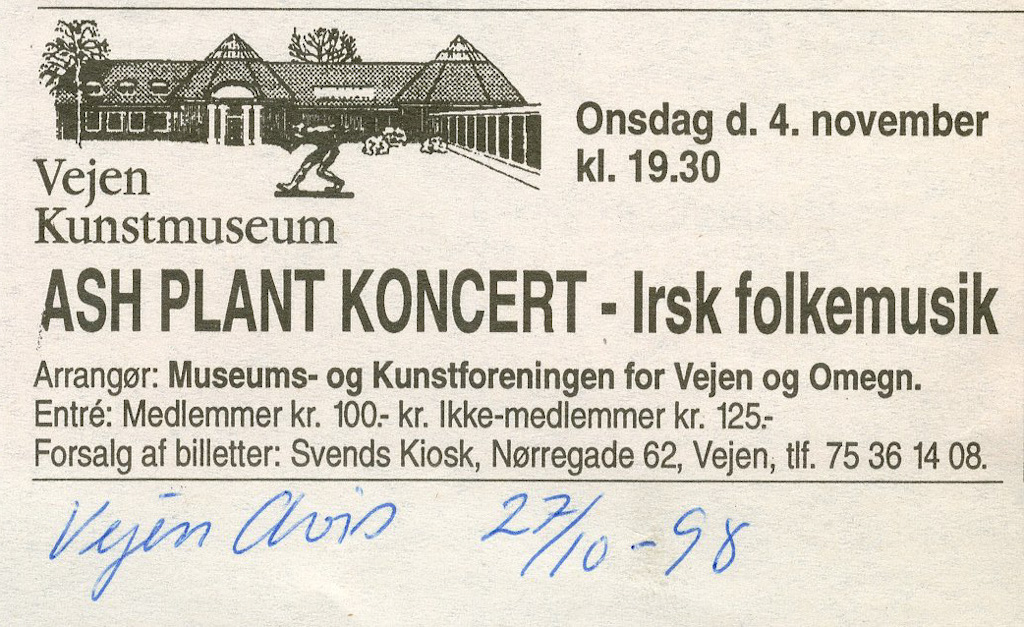 Onsdag d. 4. november
kl. 19.30
Vejen
Kunstmuseum
ASH PLANT KONCERT - Irsk folkemusik
Arrangør: Museums- og Kunstforeningen for Vejen og Omegn.
Entré: Medlemmer kr. 100.- kr. Ikke-medlemmer kr. 125.-
Forsalg af billetter: Svends Kiosk, Nørregade 62, Vejen, tlf. 75 36 14 08.
Vejen Avis 27/10-98